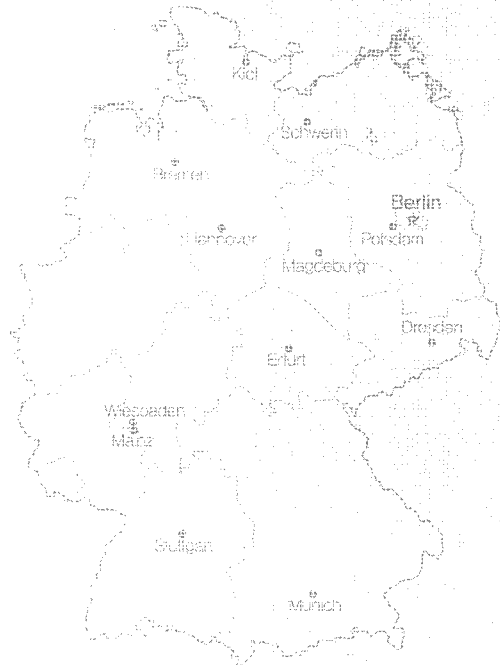 Kiel
Schwerin
Bremen
Berlin
Hannover
Potsdam
Magdeburg
Dresden
Erfurt
Wiesbaden
Mainz
Stuttgart
Munich